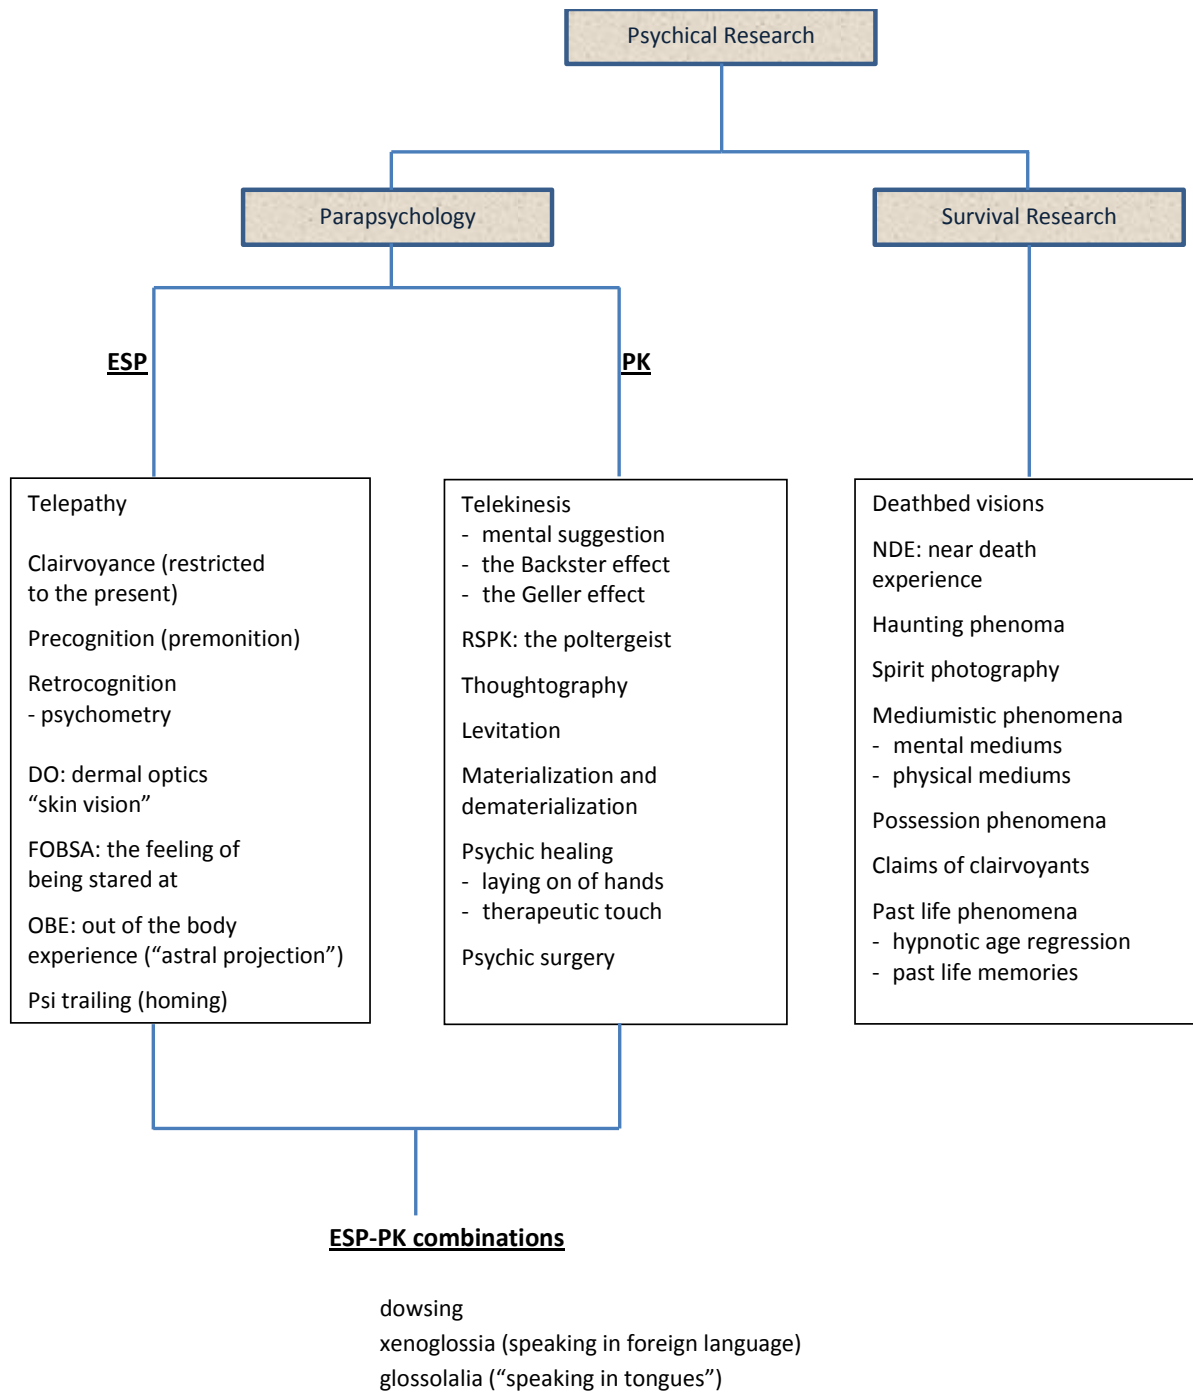 Psychical Research
Parapsychology
Survival Research
ESP
PK
Telepathy
Clairvoyance (restricted
to the present)
Precognition (premonition)
Retrocognition
- psychometry
DO: dermal optics
“skin vision”
FOBSA: the feeling of
being stared at
OBE: out of the body
experience (“astral projection”)
Psi trailing (homing)
Telekinesis
- mental suggestion
- the Backster effect
- the Geller effect
RSPK: the poltergeist
Thoughtography
Levitation
Materialization and
dematerialization
Psychic healing
- laying on of hands
- therapeutic touch
Psychic surgery
Deathbed visions
NDE: near death
experience
Haunting phenoma
Spirit photography
Mediumistic phenomena
- mental mediums
- physical mediums
Possession phenomena
Claims of clairvoyants
Past life phenomena
- hypnotic age regression
- past life memories
ESP-PK combinations
dowsing
xenoglossia (speaking in foreign language)
glossolalia (“speaking in tongues”)